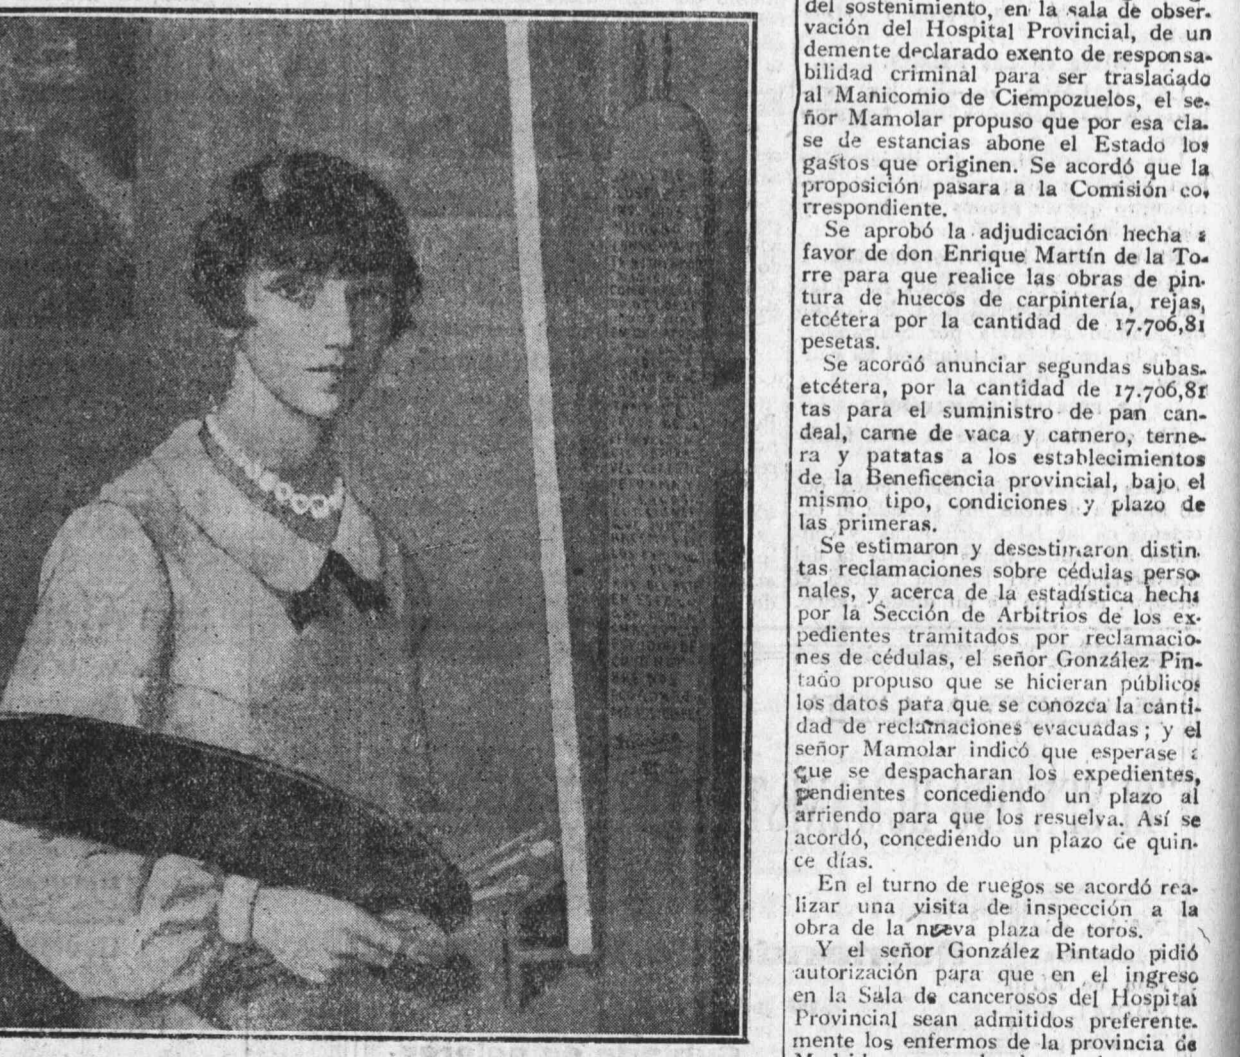 del sostenimiento, en la sala de obser-
vación del Hospital Provincial, de un
demente declarado exento de responsa-
bilidad criminal para ser trasladado
al Manicomio de Ciempozuelos, el se-
ñor Mamolar propuso que por esa cla-
se de estancias abone el Estado los
gastos que originen. Se acordó que la
proposición pasara a la Comisión co-
rrespondiente.
Se aprobó la adjudicación hecha a
favor de don Enrique Martín de la To-
rre para que realice las obras de pin-
tura de huecos de carpintería, rejas,
etcétera por la cantidad de 17.706,81
pesetas.
Se acordó anunciar segundas subas-
etcétera, por la cantidad de 17.706,81
tas para el suministro de pan can-
deal, carne de vaca y carnero, terne-
ra y patatas a los establecimientos
de la Beneficencia provincial, bajo el
mismo tipo, condiciones y plazo de
las primeras.
Se estimaron y desestimaron distin-
tas reclamaciones sobre cédulas perso-
nales, y acerca de la estadística hecha
por la Sección de Arbitrios de los ex-
pedientes tramitados por reclamacio-
nes de cédulas, el señor González Pin-
tado propuso que se hicieran públicos
los datos para que se conozca la canti-
dad de reclamaciones evacuadas; y el
señor Mamolar indicó que esperase a
que se despacharan los expedientes,
pendientes concediendo un plazo al
arriendo para que los resuelva. Así se
acordó, concediendo un plazo de quin-
ce días.
En el turno de ruegos se acordó rea-
lizar una visita de inspección a la
obra de la nueva plaza de toros.
Y el señor González Pintado pidió
autorización para que en el ingreso
en la Sala de cancerosos del Hospital
Provincial sean admitidos preferente-
mente los enfermos de la provincia de